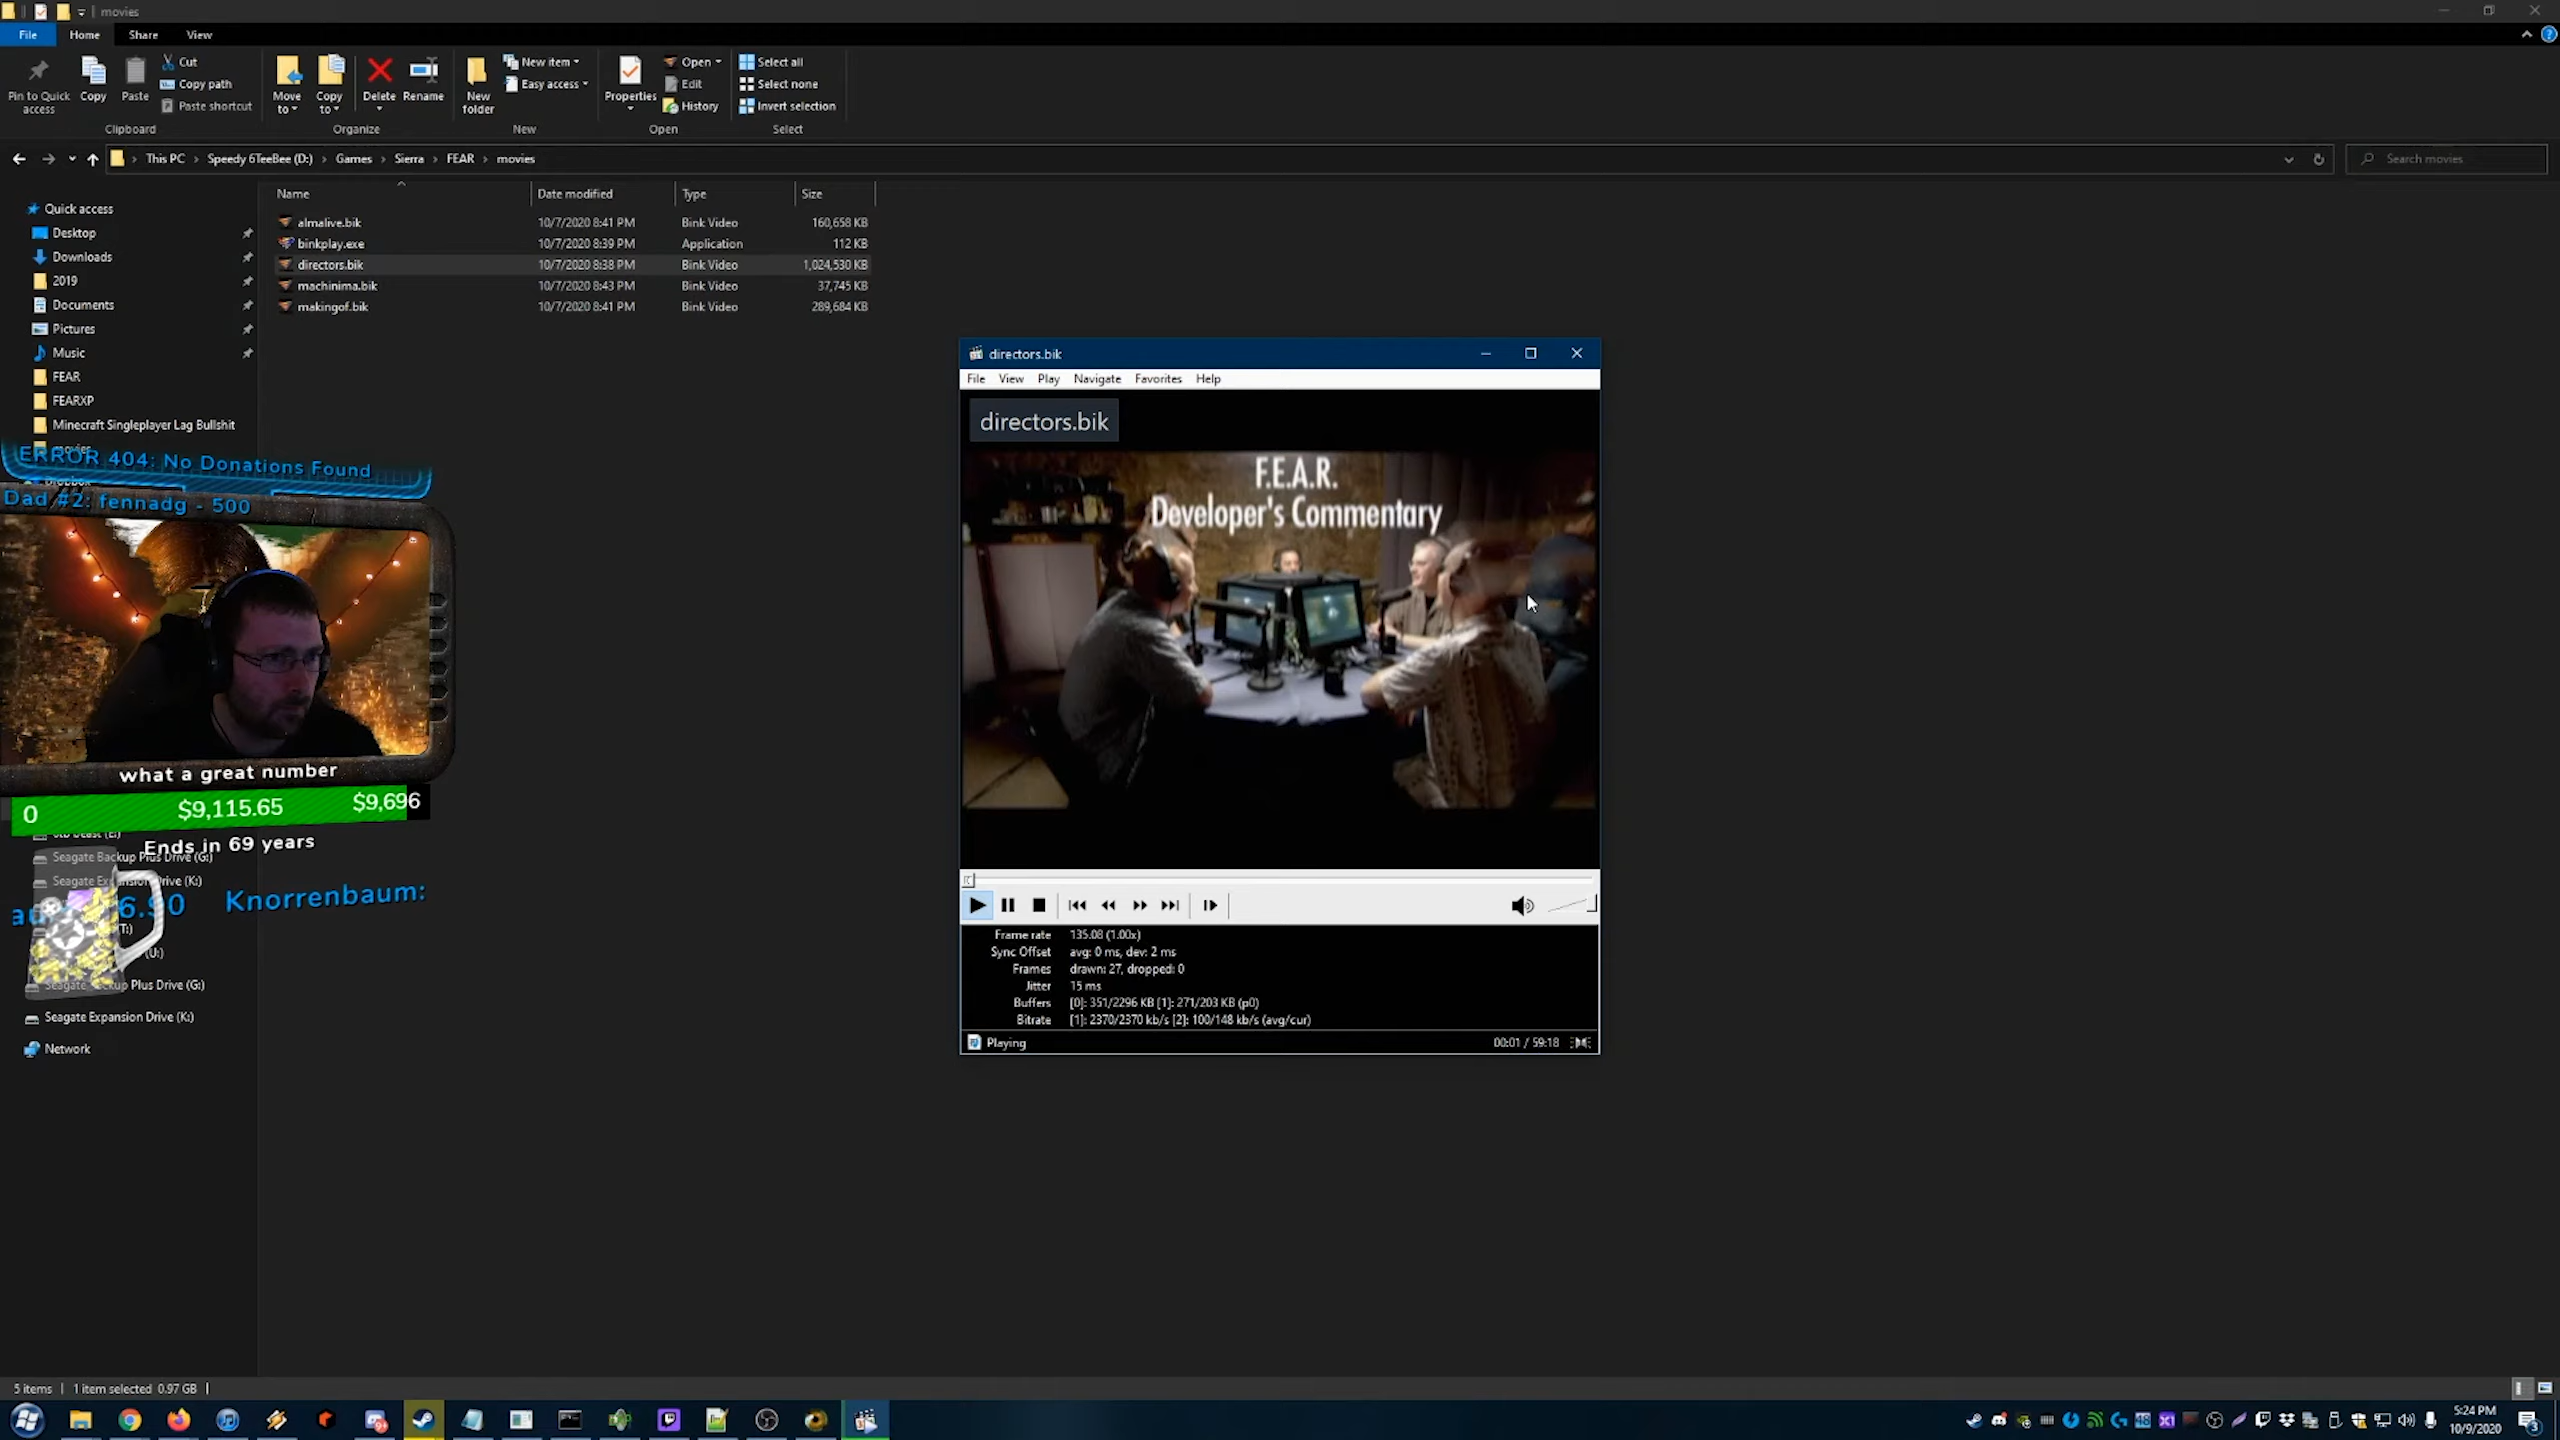 movies
File
Home
Share
View
Pin to Quick access
Copy
Paste
Cut
Copy path
Paste shortcut
Clipboard
Move to
Copy to
Delete
Rename
Organize
New folder
New item
Easy access
New
Properties
Open
Edit
History
Open
Select all
Select none
Invert selection
Select
This PC
Speedy 6TeeBee (D:)
Games
Sierra
FEAR
movies
Search movies
Name
Date modified
Type
Size
almalive.bik 10/7/2020 8:41 PM Bink Video 160,658 KB
binkplay.exe 10/7/2020 8:39 PM Application 112 KB
directors.bik 10/7/2020 8:38 PM Bink Video 1,024,530 KB
machinima.bik 10/7/2020 8:43 PM Bink Video 37,745 KB
makingof.bik 10/7/2020 8:41 PM Bink Video 289,684 KB
Quick access
Desktop
Downloads
2019
Documents
Pictures
Music
FEAR
FEARXP
Minecraft Singleplayer Lag Bullshit
ERROR 404: No Donations Found
Dad #2: fennadg - 500
what a great number
0
$9,115.65
$9,696
Ends in 69 years
Seagate Backup Plus Drive (G:)
6.90
Knorrenbaum:
(T:)
(U:)
Plus Drive (G:)
Seagate Expansion Drive (K:)
Network
directors.bik
File
View
Play
Navigate
Favorites
Help
directors.bik
F.E.A.R.
Developer's Commentary
Frame rate 135.08 (1.00x)
Sync Offset avg: 0 ms, dev: 2 ms
Frames drawn: 27, dropped: 0
Jitter 15 ms
Buffers [0]: 351/2296 KB [1]: 271/203 KB (p0)
Bitrate [1]: 2370/2370 kb/s [2]: 100/148 kb/s (avg/cur)
Playing
00:01 / 59:18
5 items
1 item selected 0.97 GB
5:24 PM
10/9/2020